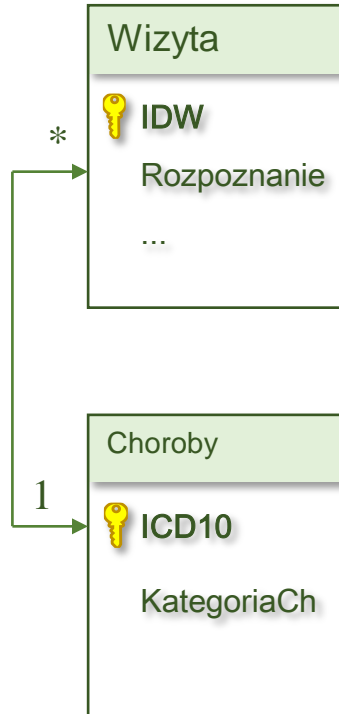 Wizyta
IDW
*
Rozpoznanie
...
Choroby
1
ICD10
KategoriaCh